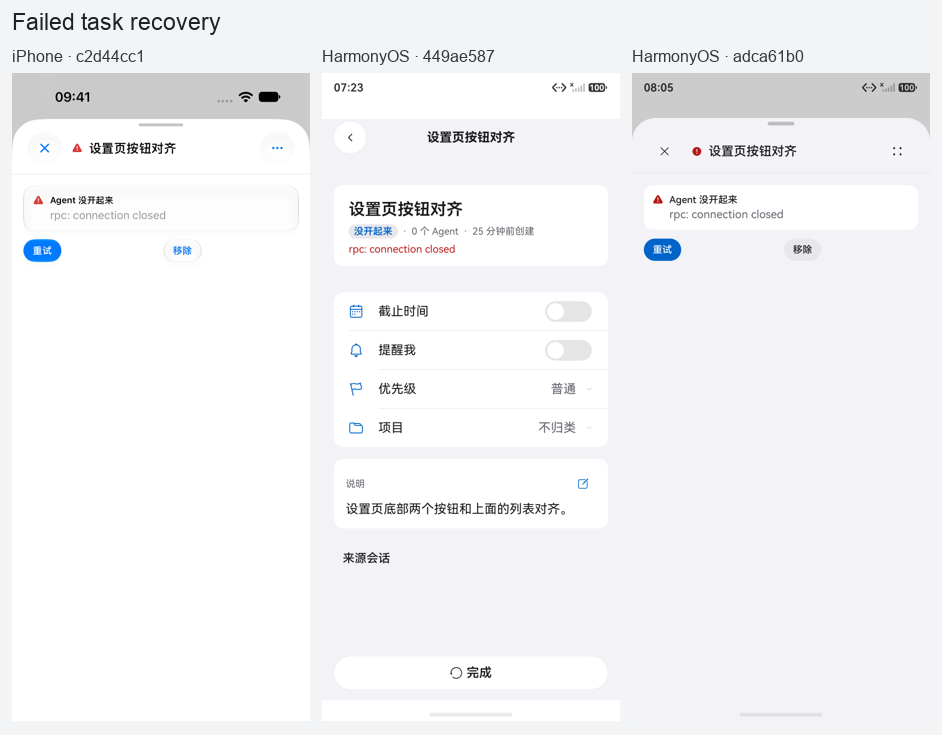 Failed task recovery
iPhone · c2d44cc1
09:41
设置页按钮对齐
Agent 没开起来
rpc: connection closed
重试
移除
HarmonyOS · 449ae587
07:23
100
设置页按钮对齐
设置页按钮对齐
没开起来 · 0 个 Agent · 25 分钟前创建
rpc: connection closed
截止时间
提醒我
优先级 普通
项目 不归类
说明
设置页底部两个按钮和上面的列表对齐。
来源会话
完成
HarmonyOS · adca61b0
08:05
100
设置页按钮对齐
Agent 没开起来
rpc: connection closed
重试
移除